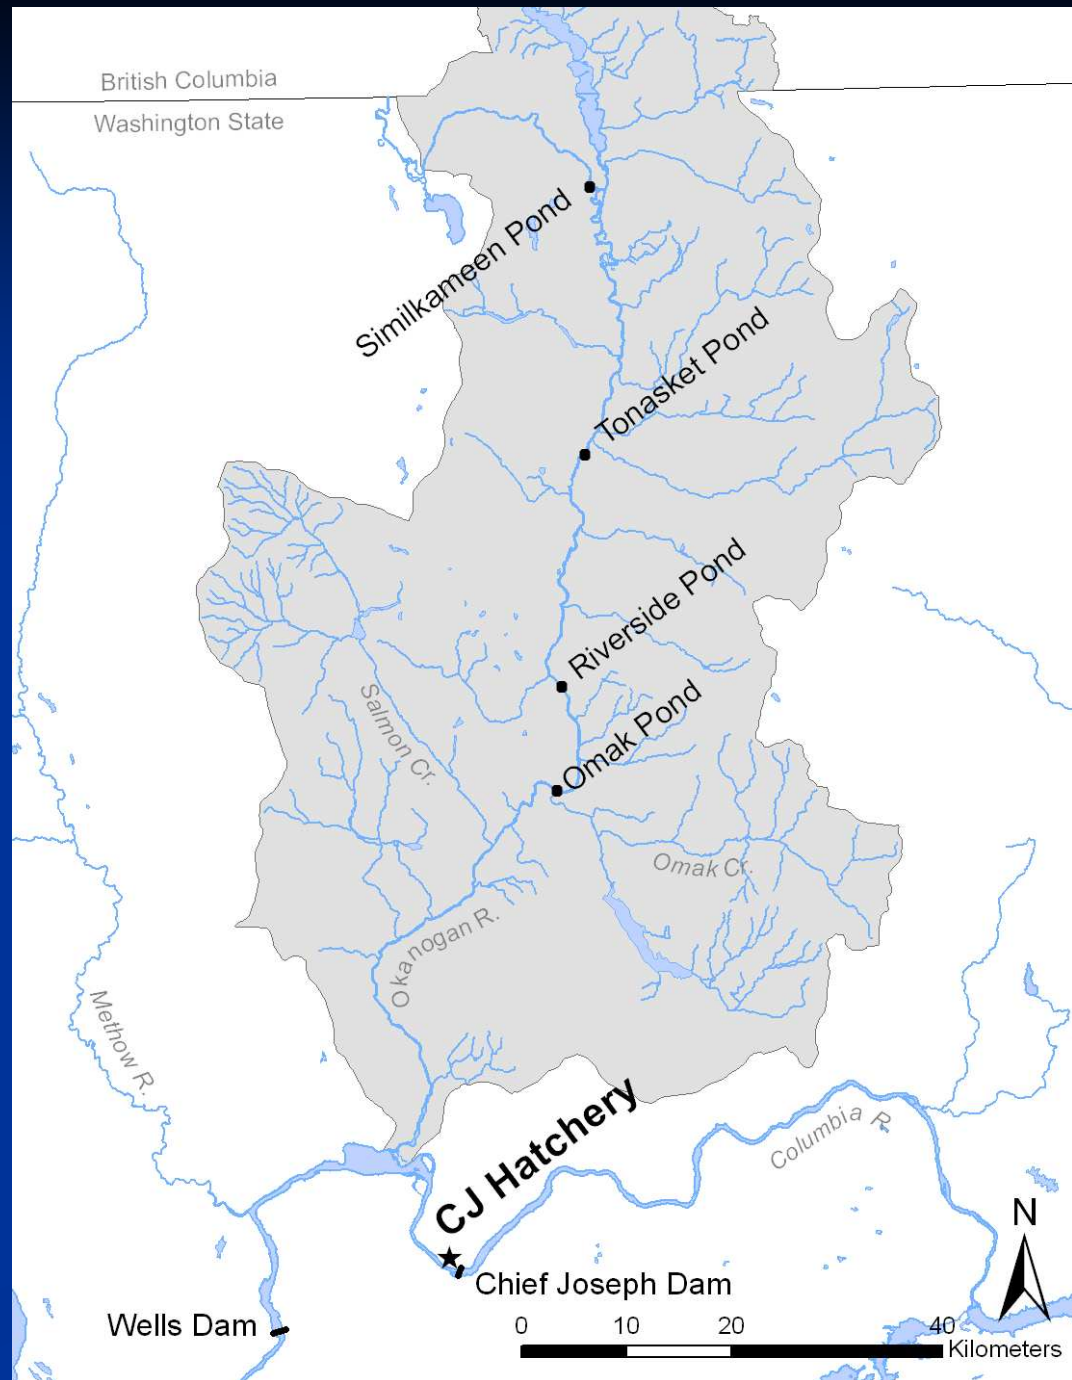 British Columbia
Washington State
Similkameen Pond
Tonasket Pond
Riverside Pond
Omak Pond
Salmon Cr.
Omak Cr.
Okanogan R.
Methow R.
CJ Hatchery
Columbia R.
N
Chief Joseph Dam
Wells Dam
0 10 20 40
Kilometers